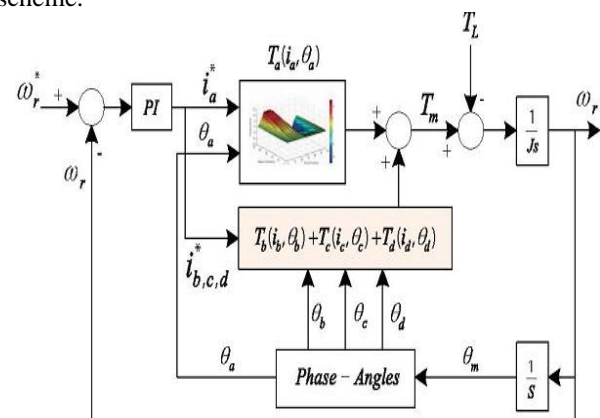 scheme.
T_L
T_a(i_a,θ_a)
ω_r^* + PI i_a^* + T_m - 1/Js ω_r
θ_a + +
-
ω_r
T_b(i_b,θ_b)+T_c(i_c,θ_c)+T_d(i_d,θ_d)
i_{b,c,d}^*
θ_b θ_c θ_d
θ_a Phase-Angles θ_m 1/S